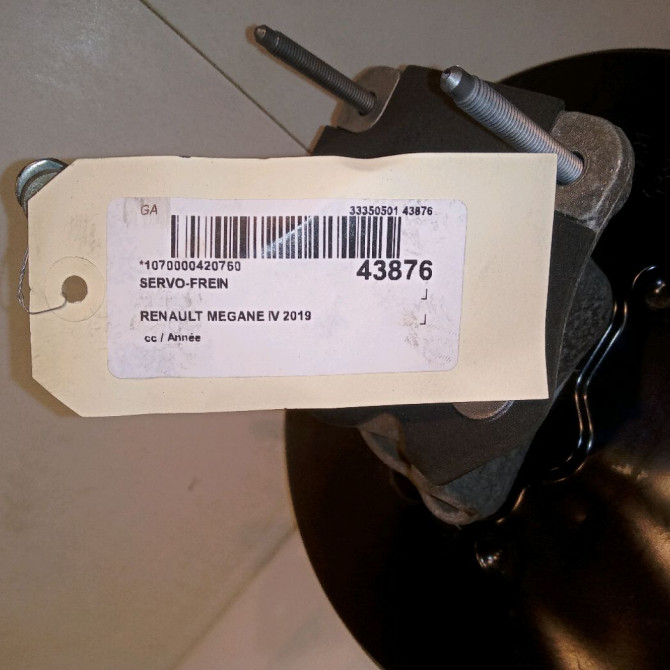 GA
33350501 43876
*1070000420760
43876
SERVO-FREIN
RENAULT MEGANE IV 2019
cc / Année